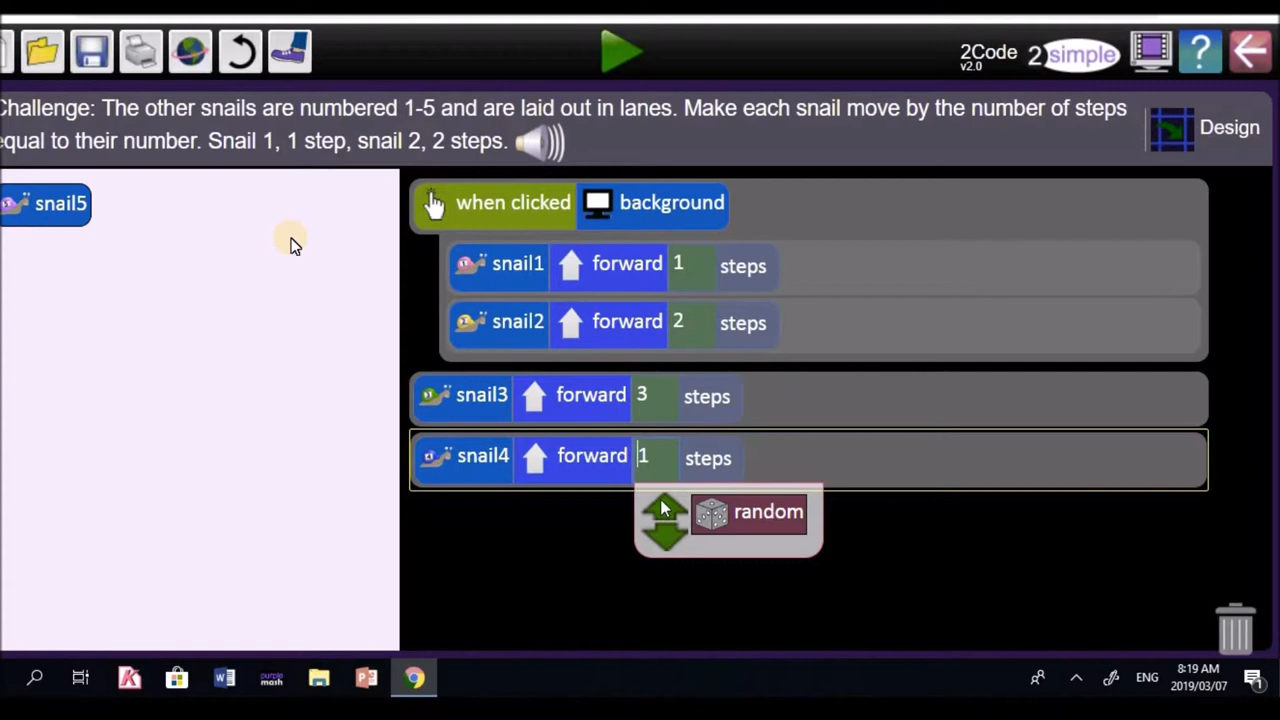 2Code
v2.0
2simple
?
Challenge: The other snails are numbered 1-5 and are laid out in lanes. Make each snail move by the number of steps
equal to their number. Snail 1, 1 step, snail 2, 2 steps.
Design
snail5
when clicked background
snail1 forward 1 steps
snail2 forward 2 steps
snail3 forward 3 steps
snail4 forward 1 steps
random
K W purple math P
ENG
8:19 AM
2019/03/07
1